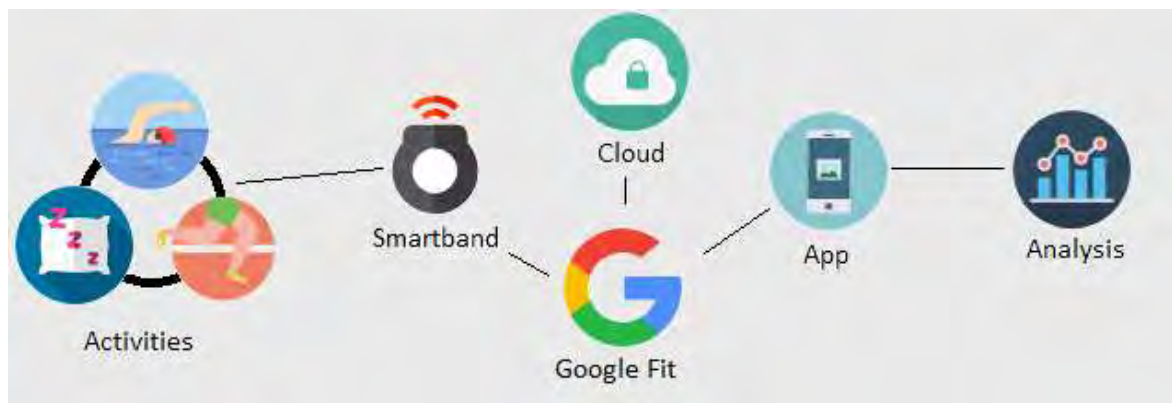 Cloud
Smartband
App
Analysis
Activities
Google Fit